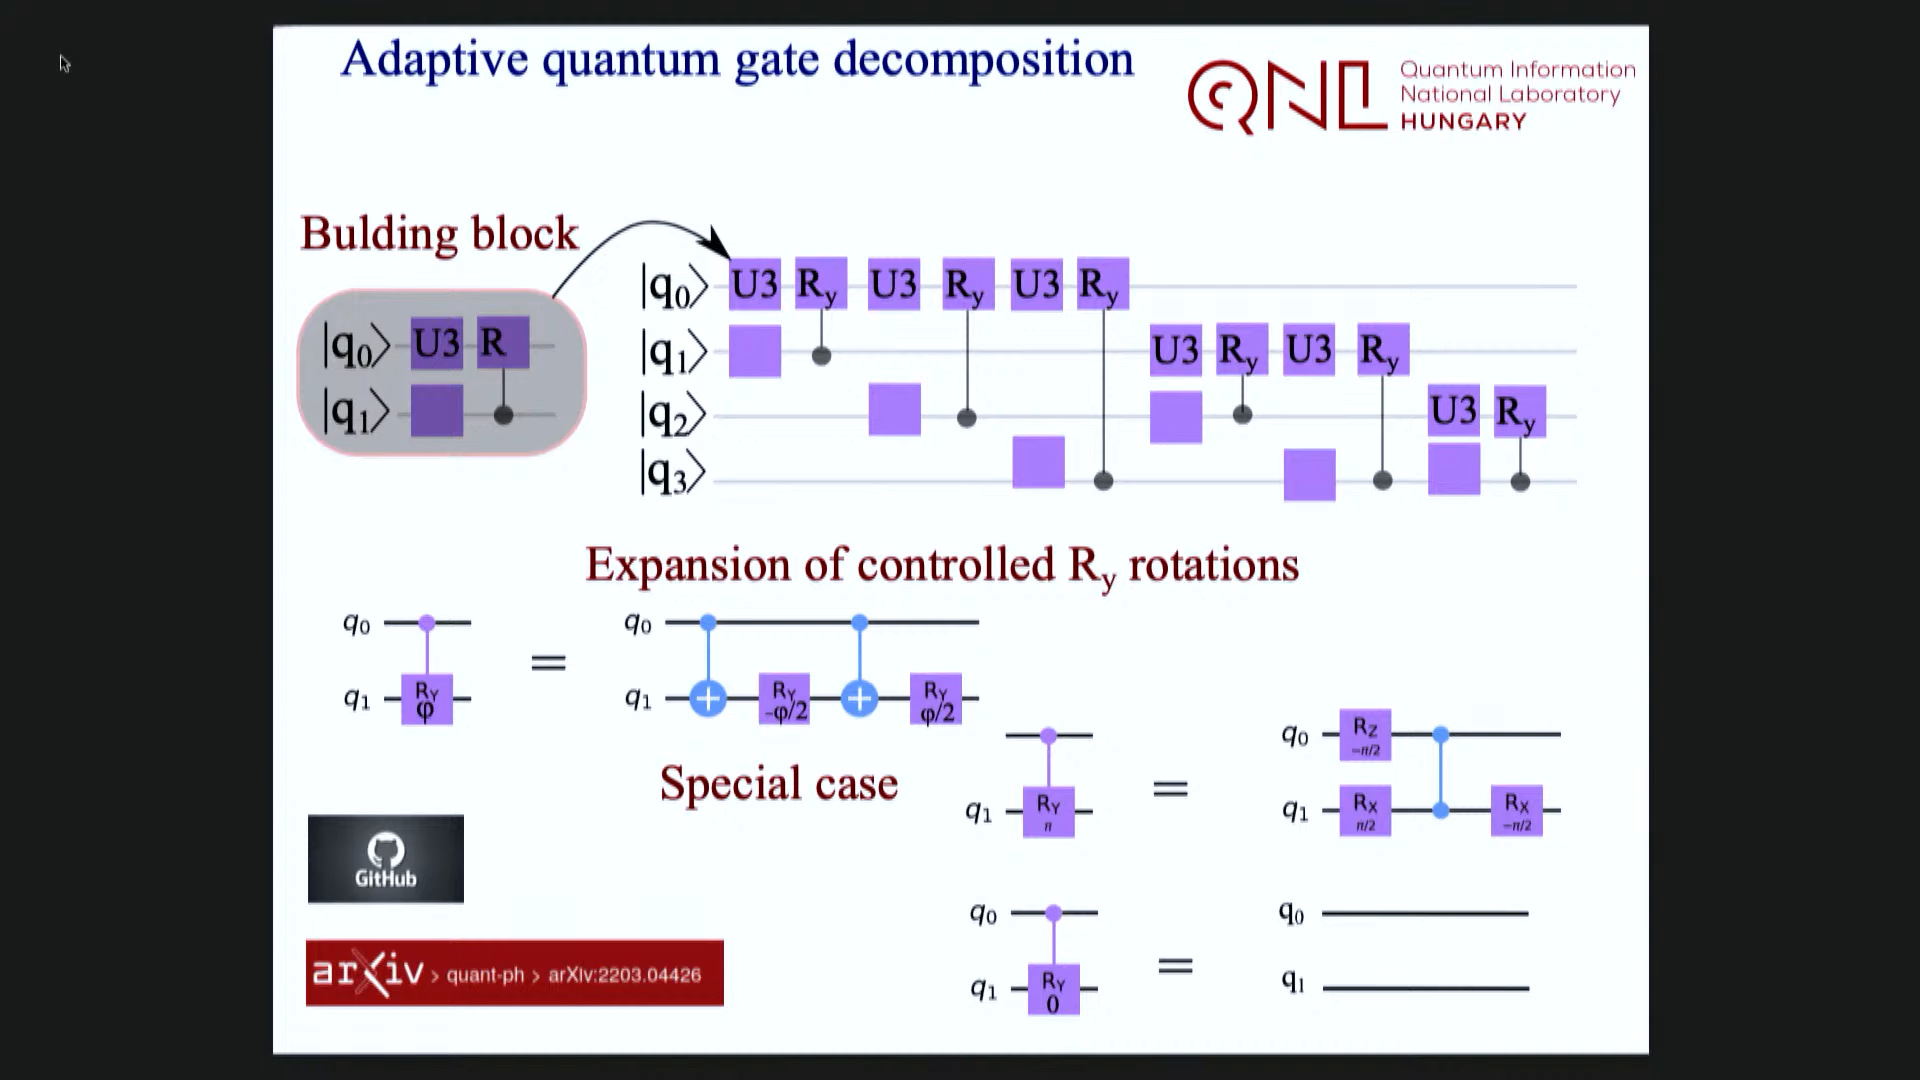 Adaptive quantum gate decomposition
Quantum Information
National Laboratory
HUNGARY
Bulding block
|q0⟩ U3 R
|q1⟩
|q0⟩ U3 Ry U3 Ry U3 Ry
|q1⟩ U3 Ry U3 Ry
|q2⟩ U3 Ry
|q3⟩
Expansion of controlled Ry rotations
q0 = q0
q1 RY φ q1 RY -φ/2 RY φ/2
Special case
= q0 RZ -π/2
q1 RY π q1 RX π/2 RX -π/2
GitHub
q0 = q0
q1 RY 0 q1
arXiv > quant-ph > arXiv:2203.04426